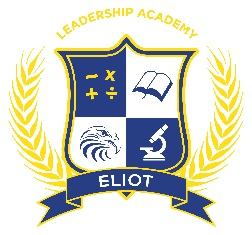 LEADERSHIP ACADEMY
− × + ÷
ELIOT